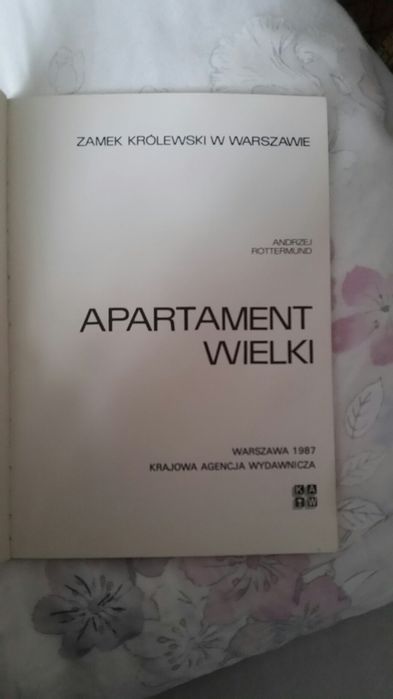 ZAMEK KRÓLEWSKI W WARSZAWIE
ANDRZEJ
ROTTERMUND
APARTAMENT
WIELKI
WARSZAWA 1987
KRAJOWA AGENCJA WYDAWNICZA
K A
W